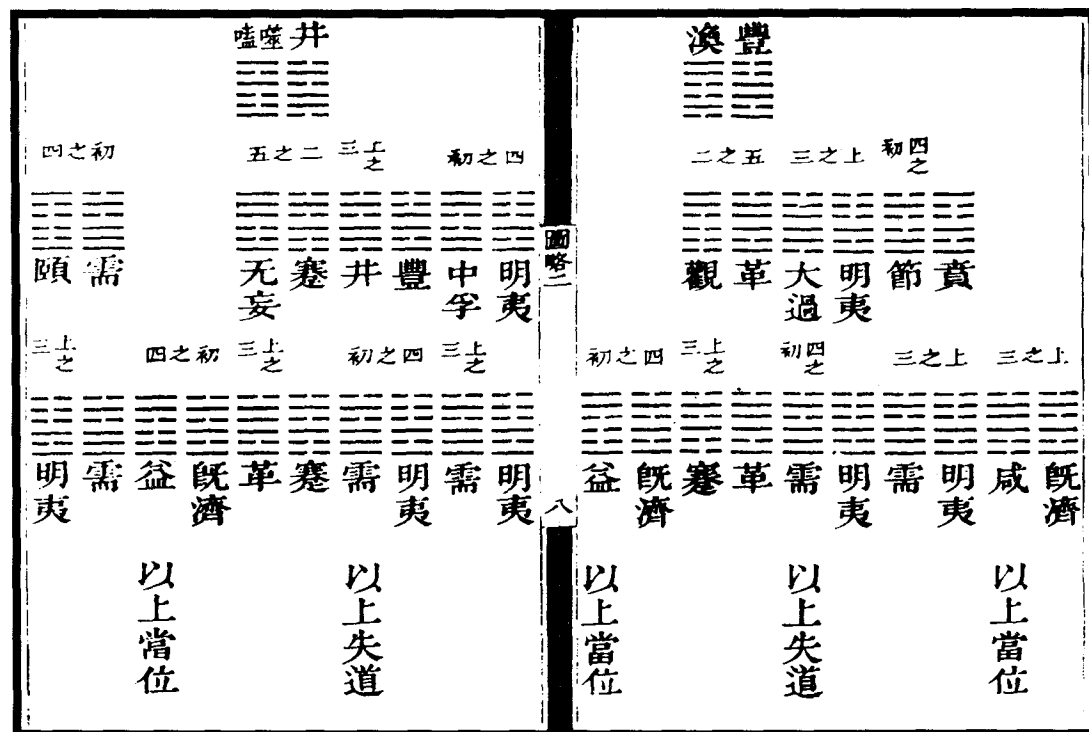 豐 渙
四之初 上之三 五之二
賁 節 明夷 大過 革 觀
上之三 上之三 四之初 上之三 四之初
旣濟 咸 明夷 需 明夷 需 革 蹇 旣濟 益
以上當位 以上失道 以上當位
圖略二
八
井 噬嗑
四之初 上之三 二之五 初之四
明夷 中孚 豐 井 蹇 无妄 需 頤
上之三 四之初 上之三 初之四 上之三
明夷 需 明夷 需 蹇 革 旣濟 益 需 明夷
以上失道 以上當位